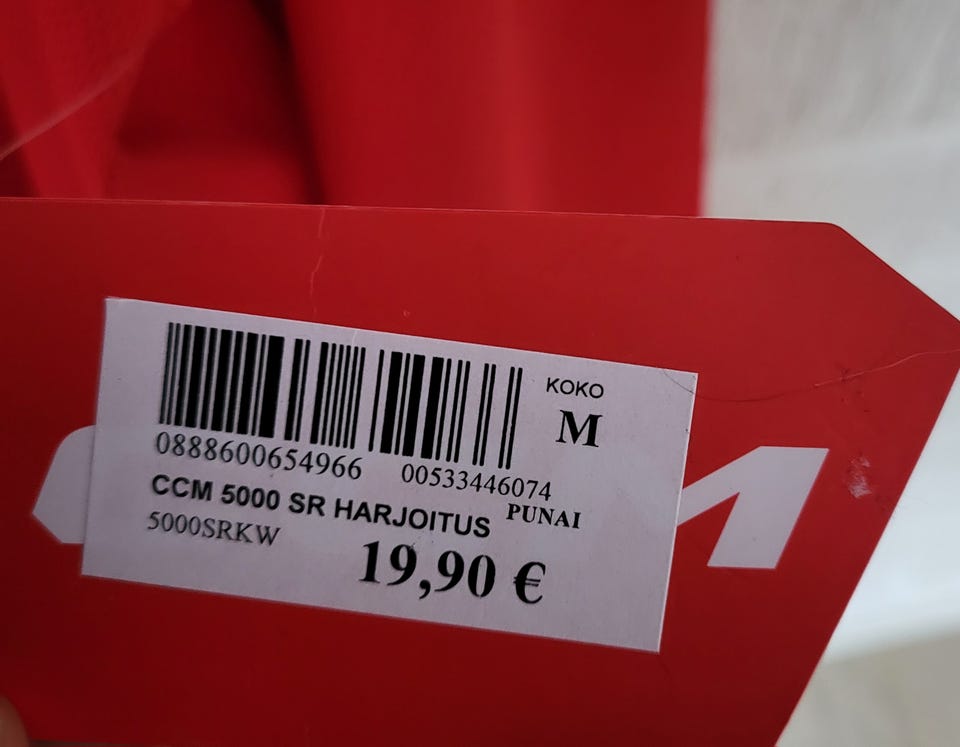 KOKO
M
0888600654966 00533446074
CCM 5000 SR HARJOITUS PUNAI
5000SRKW
19,90 €